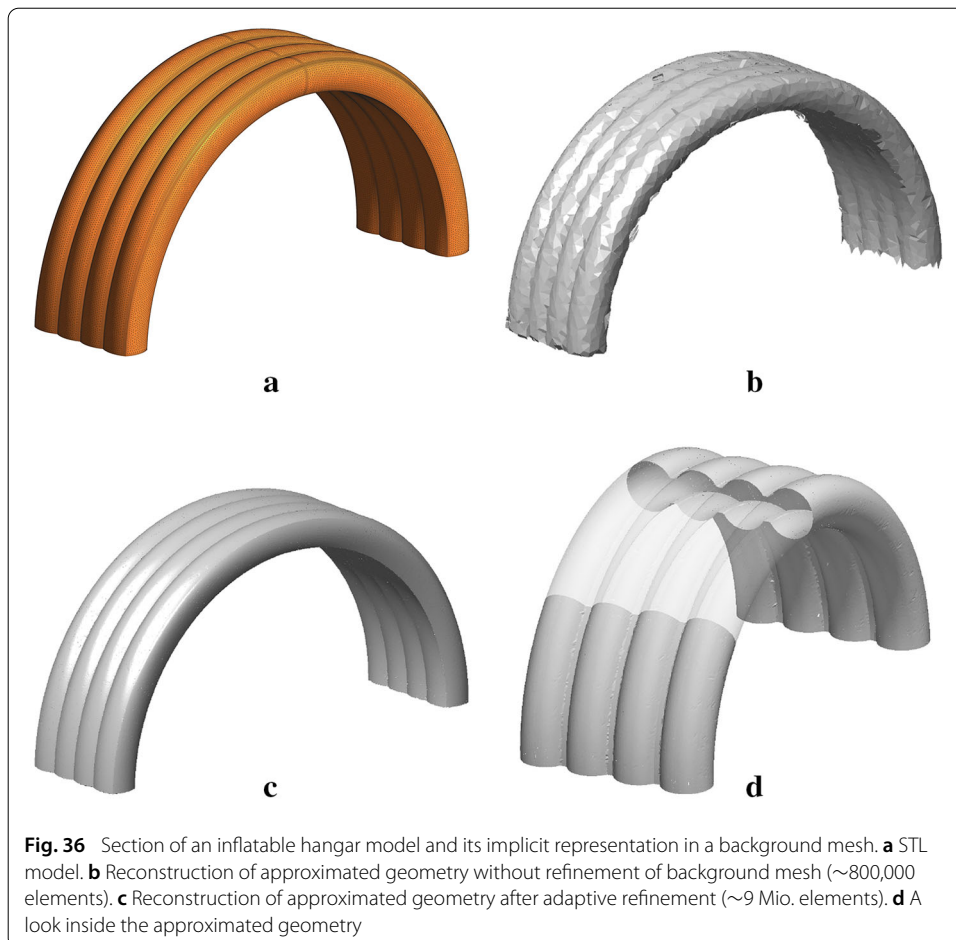 a
b
c
d
Fig. 36 Section of an inflatable hangar model and its implicit representation in a background mesh. a STL
model. b Reconstruction of approximated geometry without refinement of background mesh (∼800,000
elements). c Reconstruction of approximated geometry after adaptive refinement (∼9 Mio. elements). d A
look inside the approximated geometry